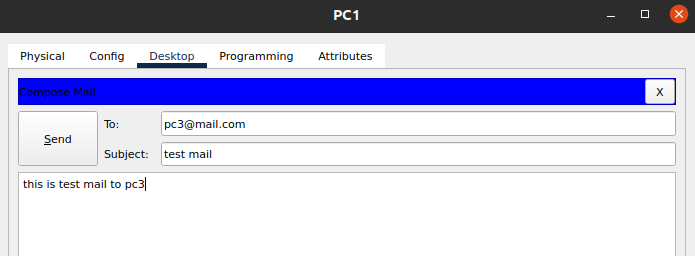 PC1
Physical Config Desktop Programming Attributes
Compose Mail X
Send
To: pc3@mail.com
Subject: test mail
this is test mail to pc3